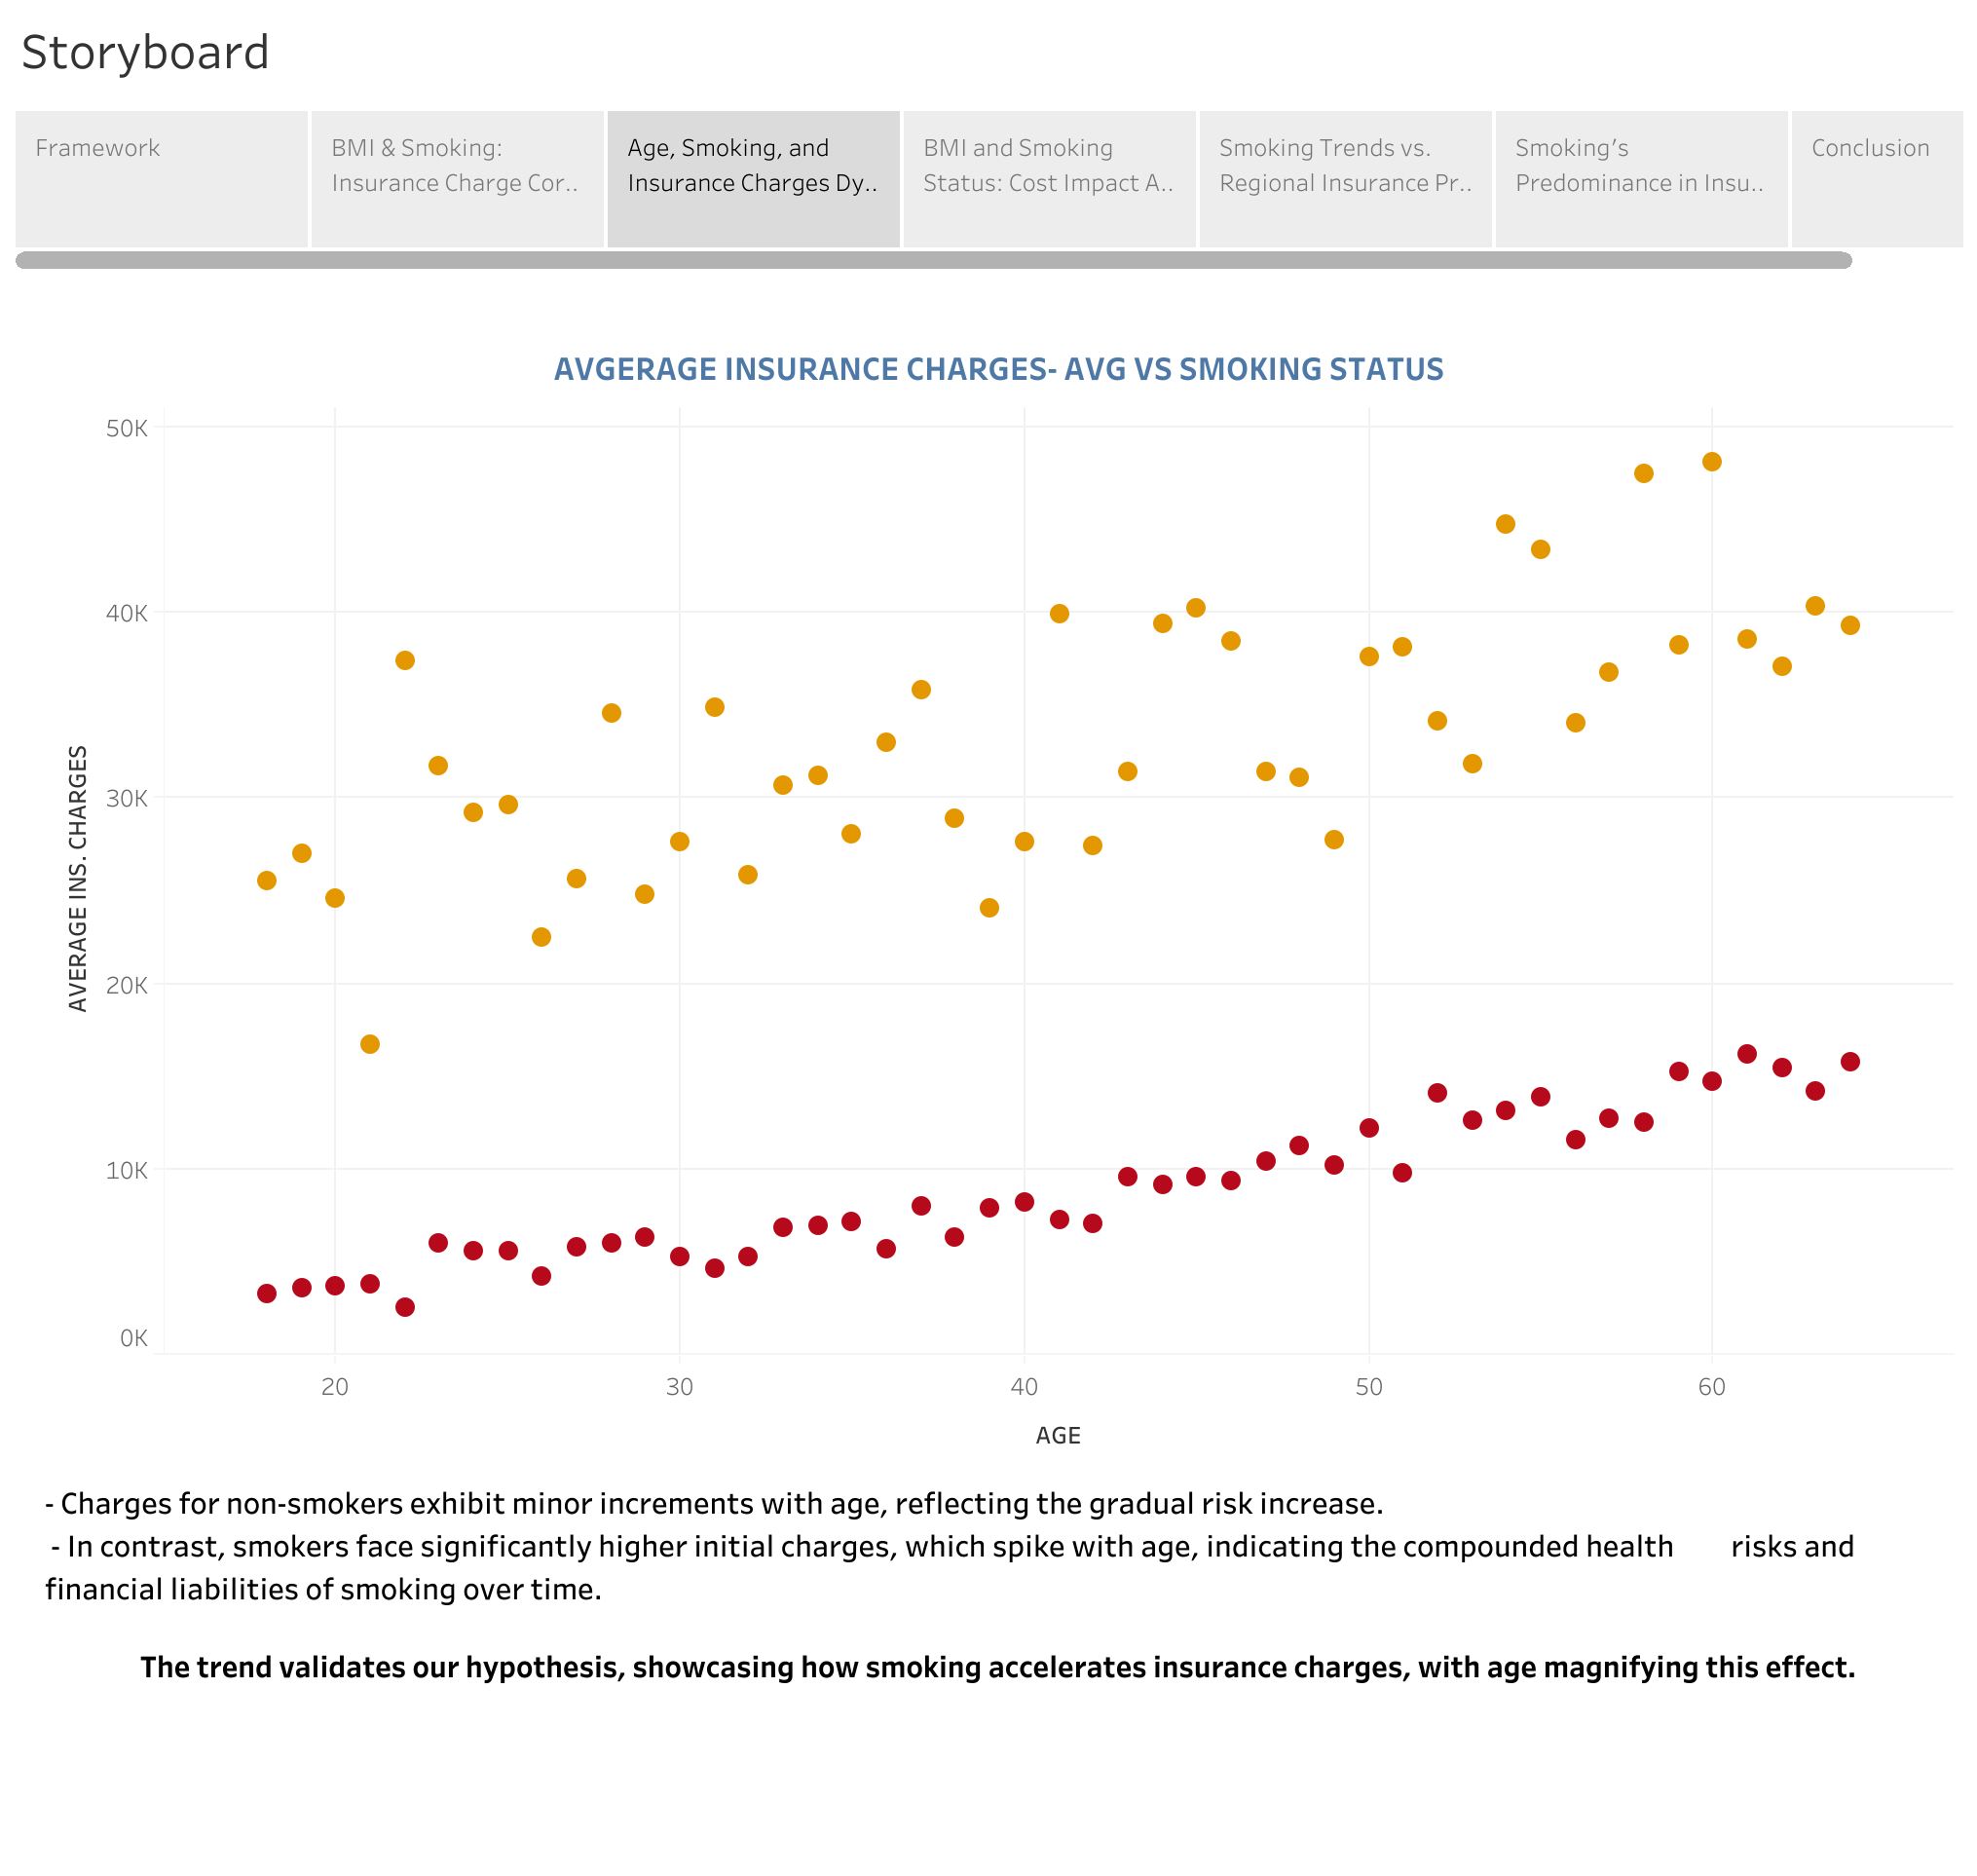 Storyboard
Framework
BMI & Smoking:
Insurance Charge Cor..
Age, Smoking, and
Insurance Charges Dy..
BMI and Smoking
Status: Cost Impact A..
Smoking Trends vs.
Regional Insurance Pr..
Smoking's
Predominance in Insu..
Conclusion
AVGERAGE INSURANCE CHARGES- AVG VS SMOKING STATUS
AVERAGE INS. CHARGES
50K
40K
30K
20K
10K
0K
20 30 40 50 60
AGE
- Charges for non-smokers exhibit minor increments with age, reflecting the gradual risk increase.
- In contrast, smokers face significantly higher initial charges, which spike with age, indicating the compounded health risks and
financial liabilities of smoking over time.
The trend validates our hypothesis, showcasing how smoking accelerates insurance charges, with age magnifying this effect.